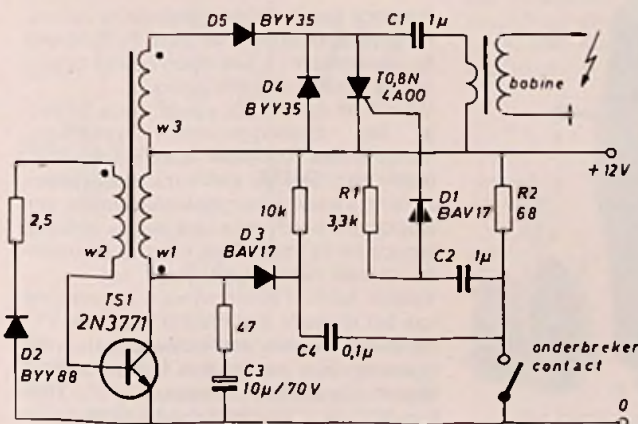 D5
BYY35
C1
1µ
D4
BYY35
T0,8N
4A00
bobine
w3
+12V
2,5
w2
w1
10k
R1
3,3k
D1
BAV17
R2
68
D3
BAV17
C2
1µ
TS1
2N3771
D2
BYY88
47
C4
0,1µ
C3
10µ/70V
onderbreker
contact
0